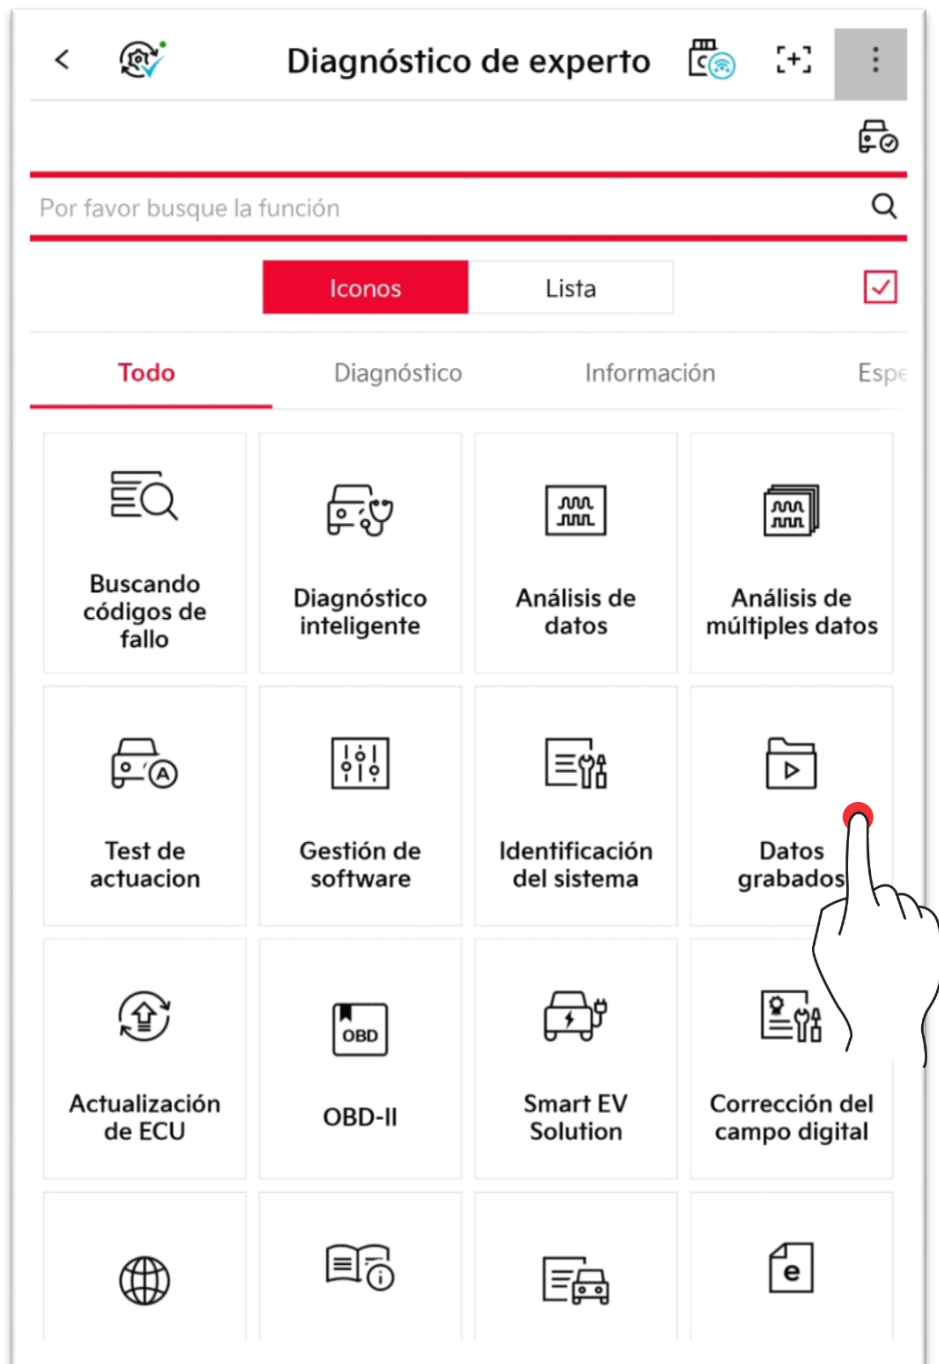 Diagnóstico de experto
Por favor busque la función
Iconos
Lista
Todo
Diagnóstico
Información
Espe
Buscando
códigos de
fallo
Diagnóstico
inteligente
Análisis de
datos
Análisis de
múltiples datos
Test de
actuacion
Gestión de
software
Identificación
del sistema
Datos
grabados
Actualización
de ECU
OBD
OBD-II
Smart EV
Solution
Corrección del
campo digital
e